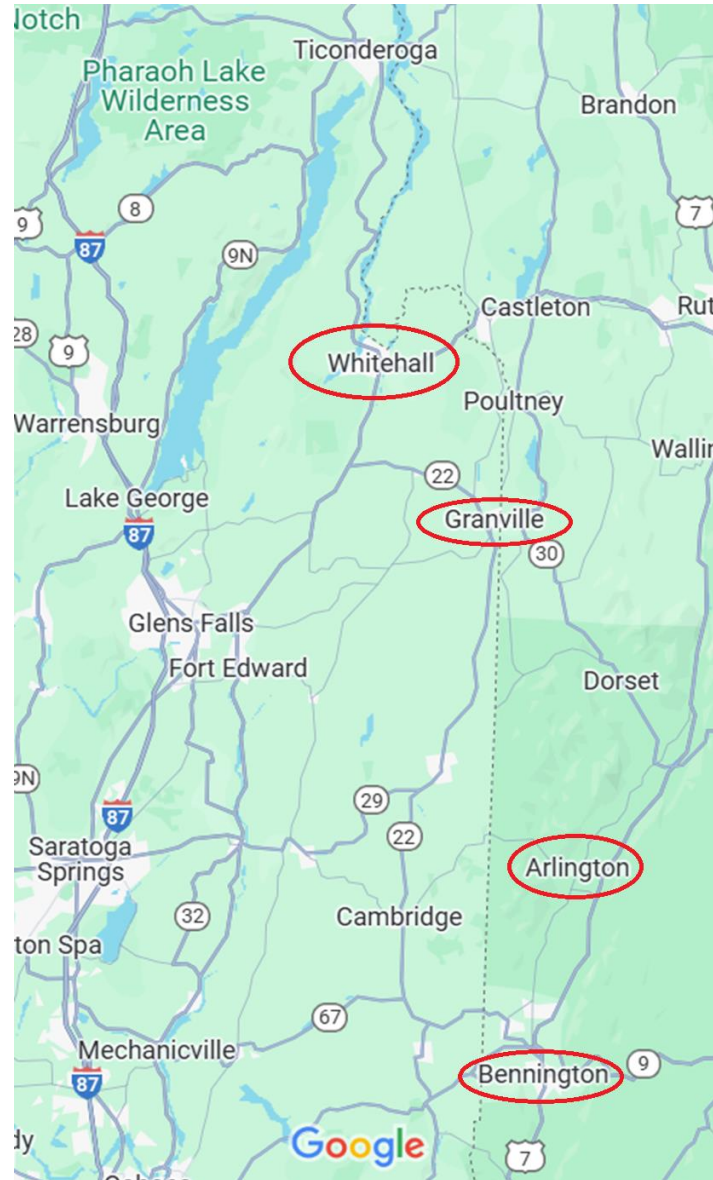 Notch
Ticonderoga
Pharaoh Lake
Wilderness
Area
Brandon
8
7
9
87
9N
Castleton
Rut
28
9
Whitehall
Poultney
Warrensburg
Wallin
22
Lake George
Granville
87
30
Glens Falls
Fort Edward
Dorset
9N
29
87
22
Saratoga
Springs
Arlington
32
Cambridge
ton Spa
67
Mechanicville
9
Bennington
87
Google
dy
7